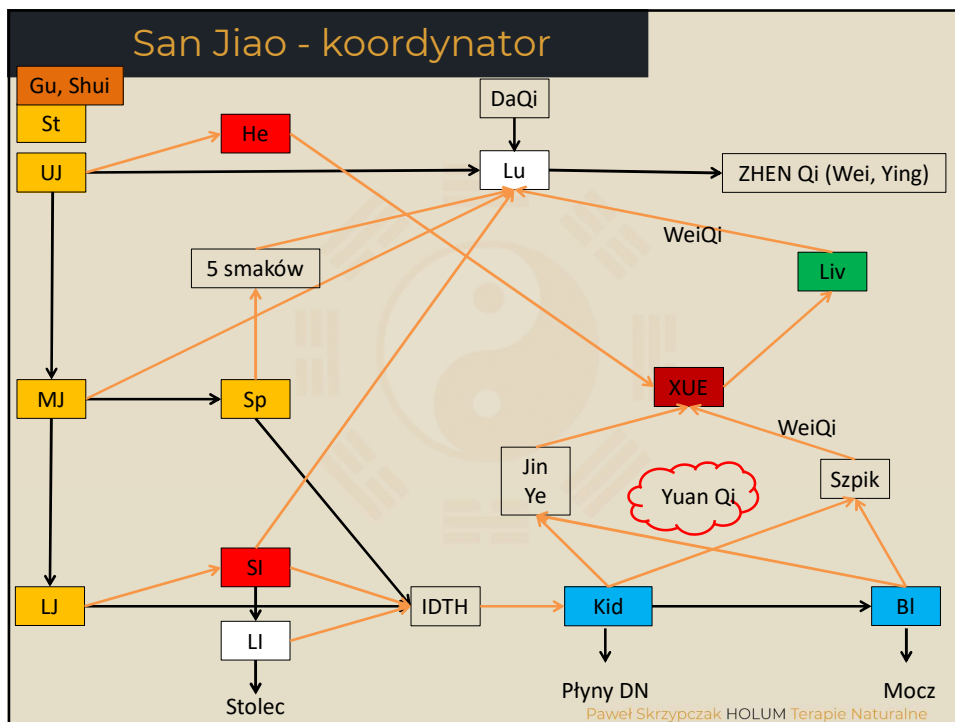 San Jiao - koordynator
Gu, Shui
St
DaQi
He
UJ
Lu
ZHEN Qi (Wei, Ying)
WeiQi
5 smaków
Liv
MJ
Sp
XUE
WeiQi
Jin
Ye
Yuan Qi
Szpik
SI
LJ
IDTH
Kid
Bl
LI
Stolec
Płyny DN
Mocz
Paweł Skrzypczak HOLUM Terapie Naturalne